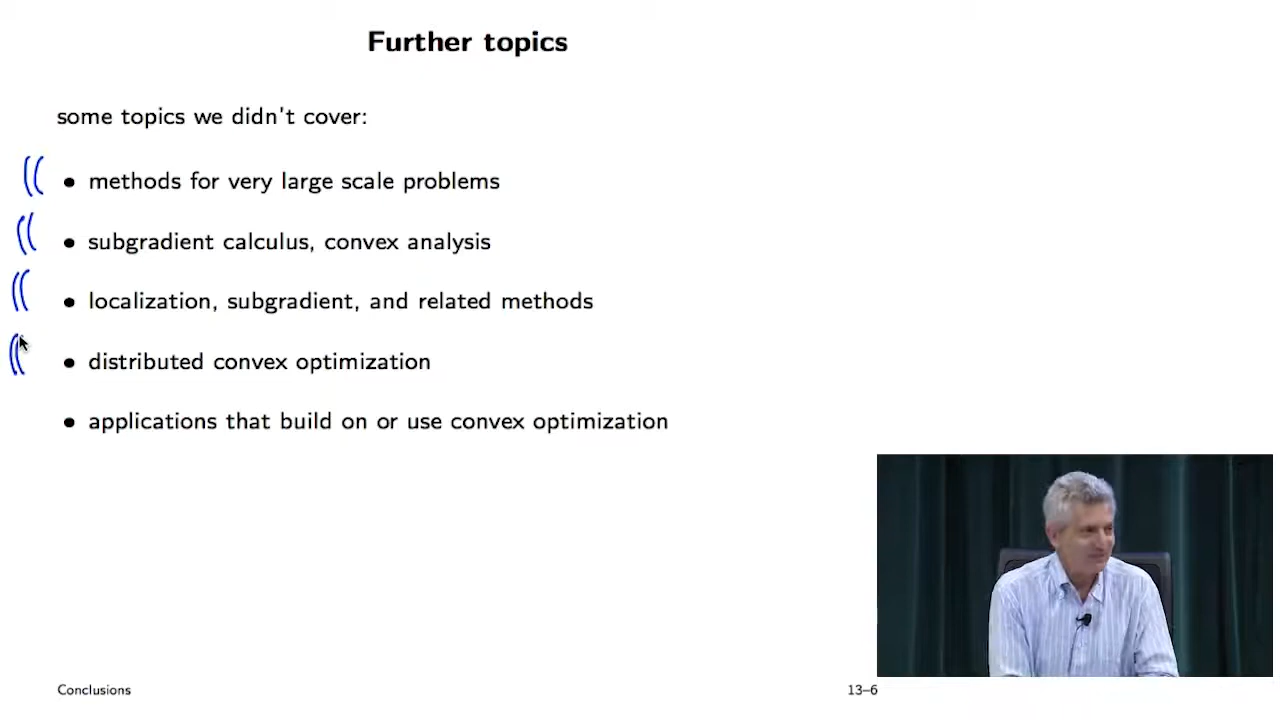 Further topics
some topics we didn't cover:
• methods for very large scale problems
• subgradient calculus, convex analysis
• localization, subgradient, and related methods
• distributed convex optimization
• applications that build on or use convex optimization
Conclusions 13–6